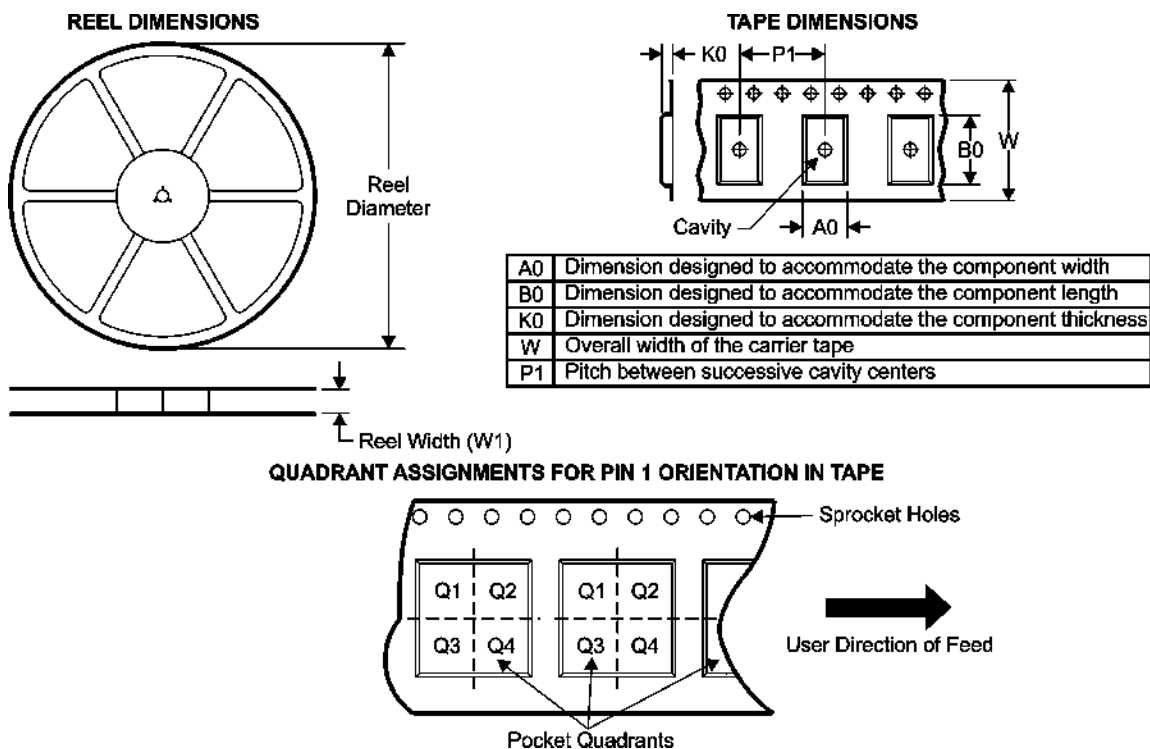 REEL DIMENSIONS
TAPE DIMENSIONS
Reel
Diameter
K0
P1
B0
W
Cavity
A0
A0 Dimension designed to accommodate the component width
B0 Dimension designed to accommodate the component length
K0 Dimension designed to accommodate the component thickness
W Overall width of the carrier tape
P1 Pitch between successive cavity centers
Reel Width (W1)
QUADRANT ASSIGNMENTS FOR PIN 1 ORIENTATION IN TAPE
Sprocket Holes
Q1 Q2 Q1 Q2
Q3 Q4 Q3 Q4
User Direction of Feed
Pocket Quadrants